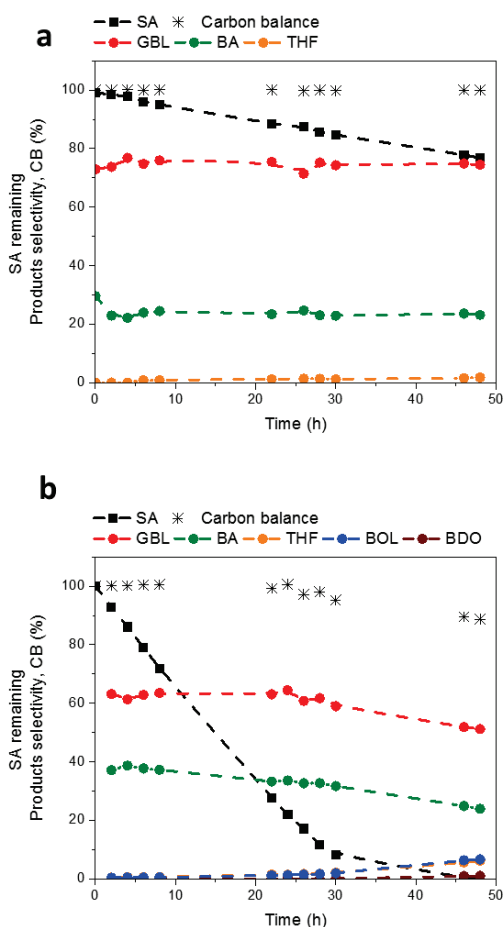 a
SA Carbon balance
GBL BA THF
100
80
60
40
20
0
SA remaining
Products selectivity, CB (%)
0 10 20 30 40 50
Time (h)
b
SA Carbon balance
GBL BA THF BOL BDO
100
80
60
40
20
0
SA remaining
Products selectivity, CB (%)
0 10 20 30 40 50
Time (h)